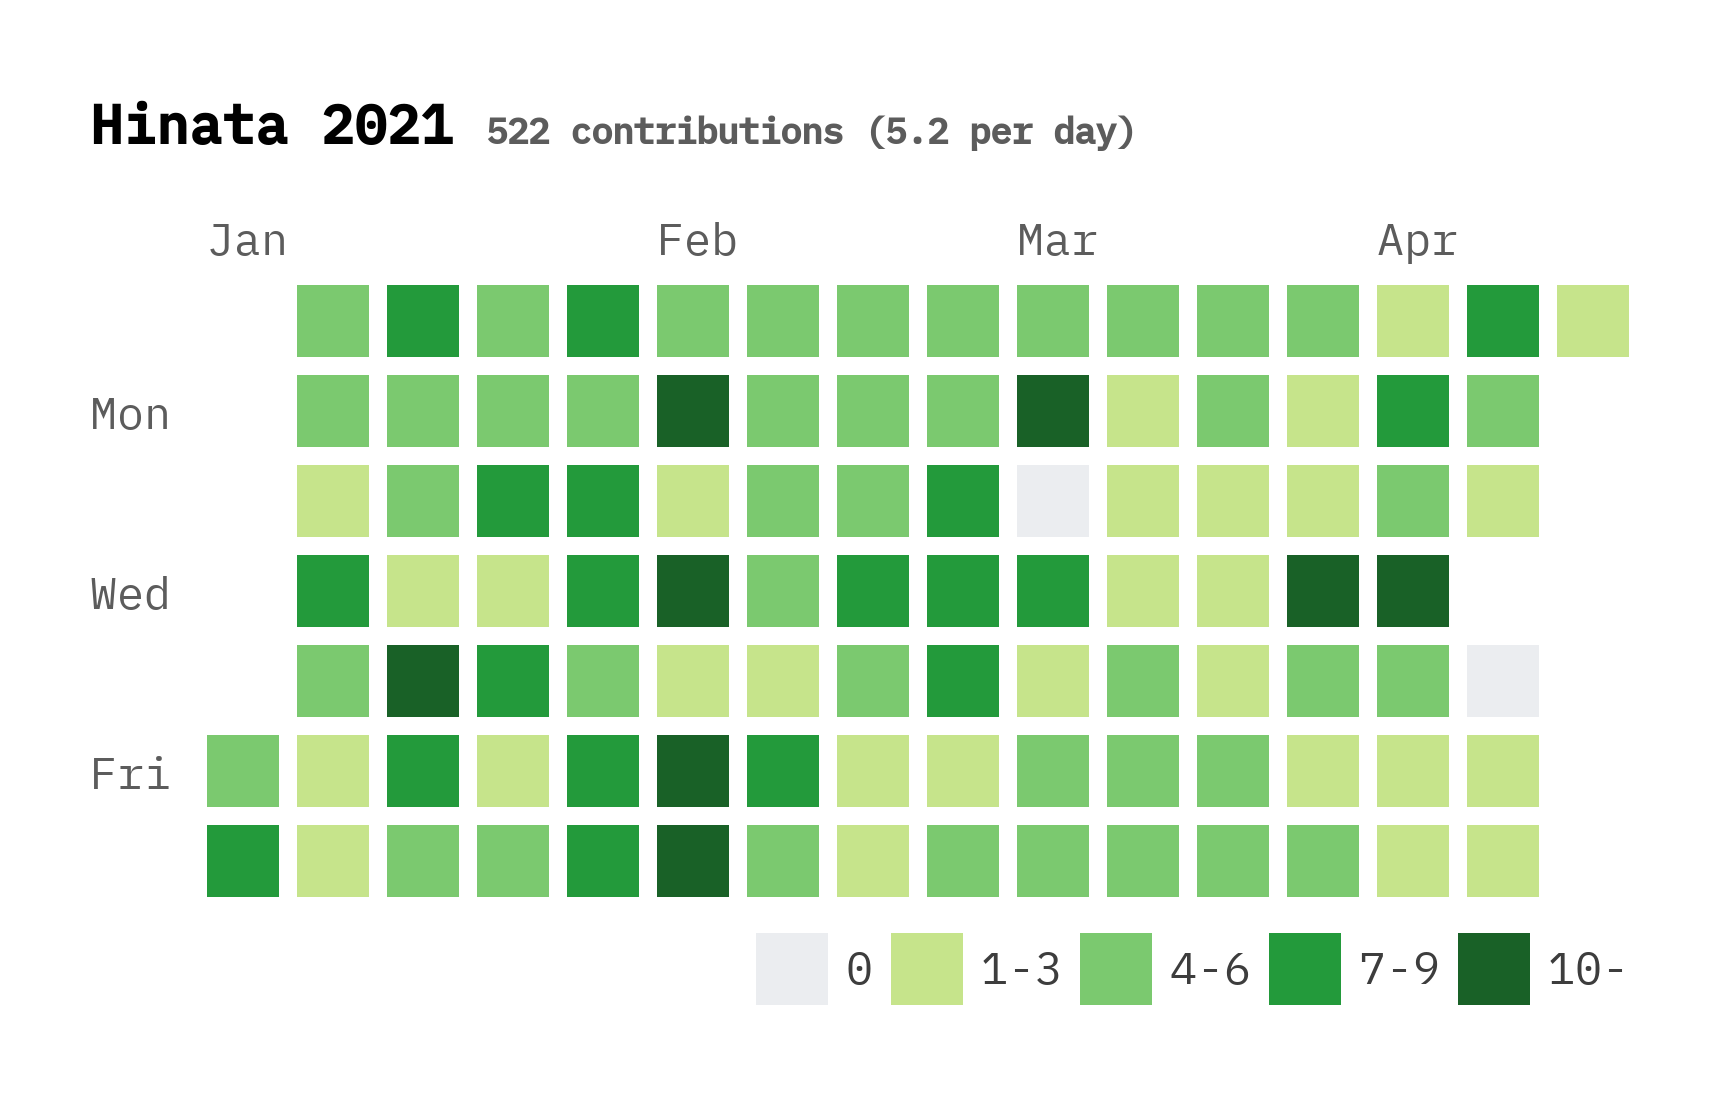 Hinata 2021 522 contributions (5.2 per day)
Jan Feb Mar Apr
Mon
Wed
Fri
0 1-3 4-6 7-9 10-